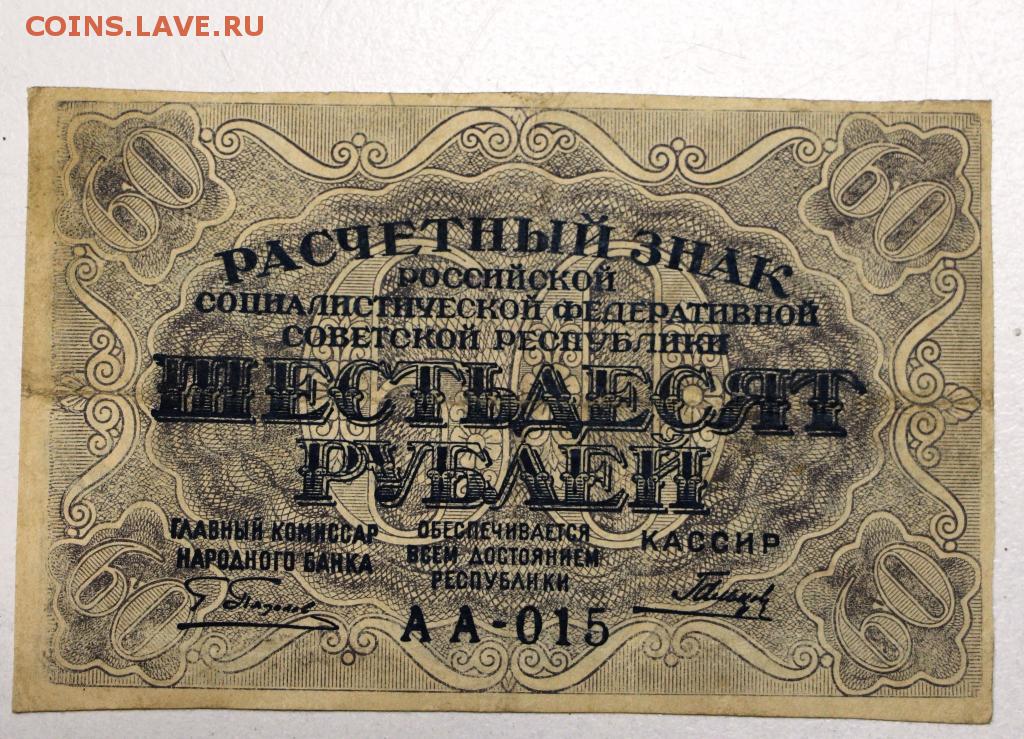 COINS.LAVE.RU
60 60
РАСЧЕТНЫЙ ЗНАК
РОССИЙСКОЙ
СОЦИАЛИСТИЧЕСКОЙ ФЕДЕРАТИВНОЙ
СОВЕТСКОЙ РЕСПУБЛИКИ
60
ШЕСТЬДЕСЯТ
РУБЛЕЙ
ГЛАВНЫЙ КОМИССАР
НАРОДНОГО БАНКА
ОБЕСПЕЧИВАЕТСЯ
ВСЕМ ДОСТОЯНИЕМ
РЕСПУБЛИКИ
КАССИР
АА-015
60 60